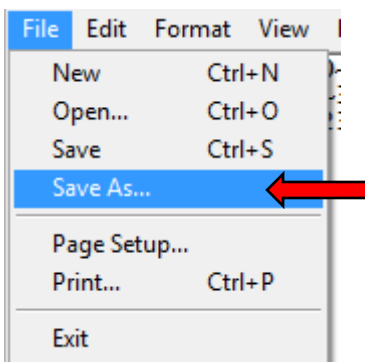 File Edit Format View
New Ctrl+N
Open... Ctrl+O
Save Ctrl+S
Save As...
Page Setup...
Print... Ctrl+P
Exit